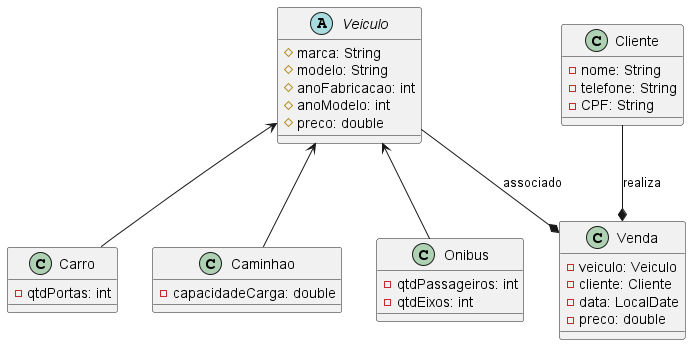 A Veiculo
marca: String
modelo: String
anoFabricacao: int
anoModelo: int
preco: double
C Cliente
nome: String
telefone: String
CPF: String
associado
realiza
C Carro
qtdPortas: int
C Caminhao
capacidadeCarga: double
C Onibus
qtdPassageiros: int
qtdEixos: int
C Venda
veiculo: Veiculo
cliente: Cliente
data: LocalDate
preco: double